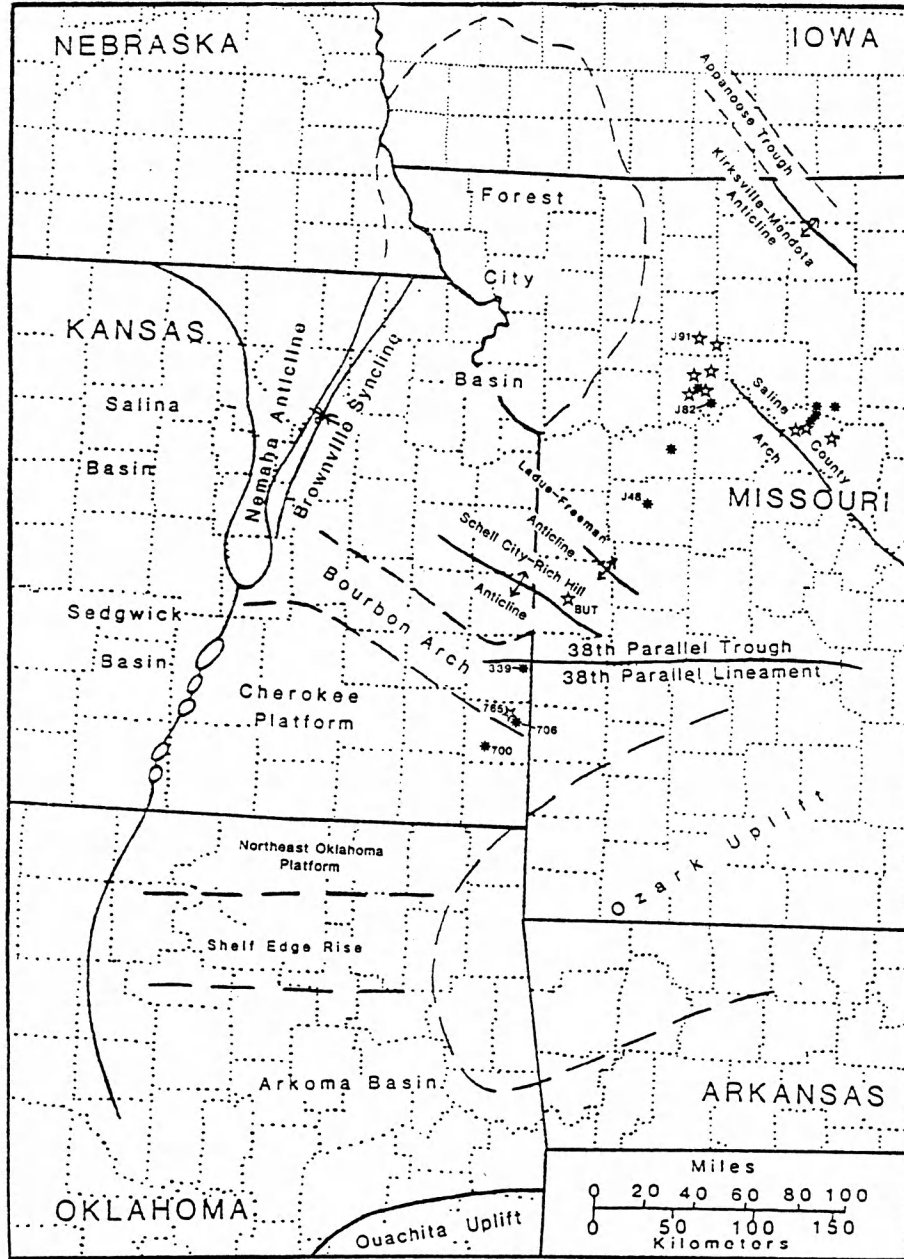 NEBRASKA
IOWA
Appanoose Trough
Kirksville-Mendota
Anticline
Forest
City
Basin
KANSAS
Salina
Basin
Nemaha Anticline
Brownville Syncline
J91
J82
Saline
County
Arch
J48
MISSOURI
Ladue-Freeman
Anticline
Schell City-Rich Hill
Anticline
BUT
Bourbon Arch
Sedgwick
Basin
38th Parallel Trough
38th Parallel Lineament
339
Cherokee
Platform
765
706
700
Ozark Uplift
Northeast Oklahoma
Platform
Shelf Edge Rise
Arkoma Basin
ARKANSAS
OKLAHOMA
Ouachita Uplift
Miles
0 20 40 60 80 100
0 50 100 150
Kilometers